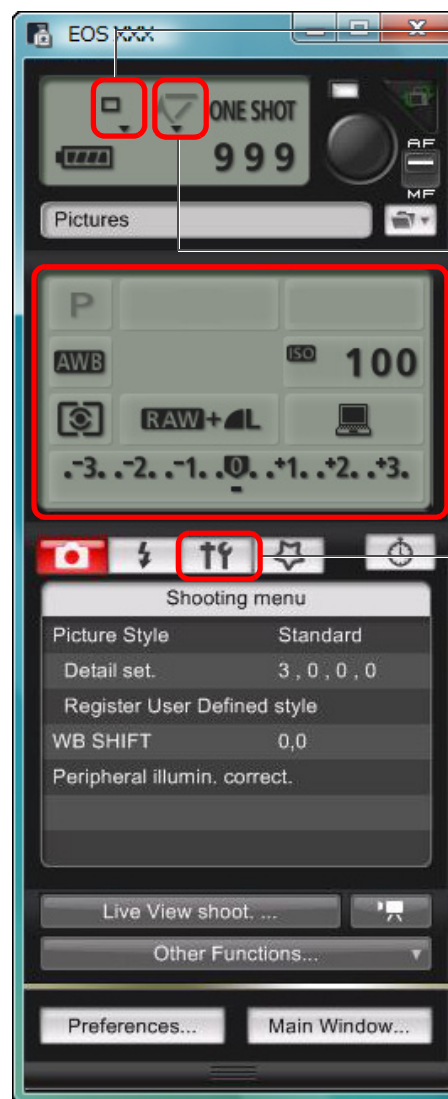 EOS XXX
ONE SHOT
999
AF
MF
Pictures
P
AWB
ISO 100
RAW+L
.-3. .-2. .-1. .0. .+1. .+2. .+3.
Shooting menu
Picture Style Standard
Detail set. 3,0,0,0
Register User Defined style
WB SHIFT 0,0
Peripheral illumin. correct.
Live View shoot. ...
Other Functions...
Preferences... Main Window...